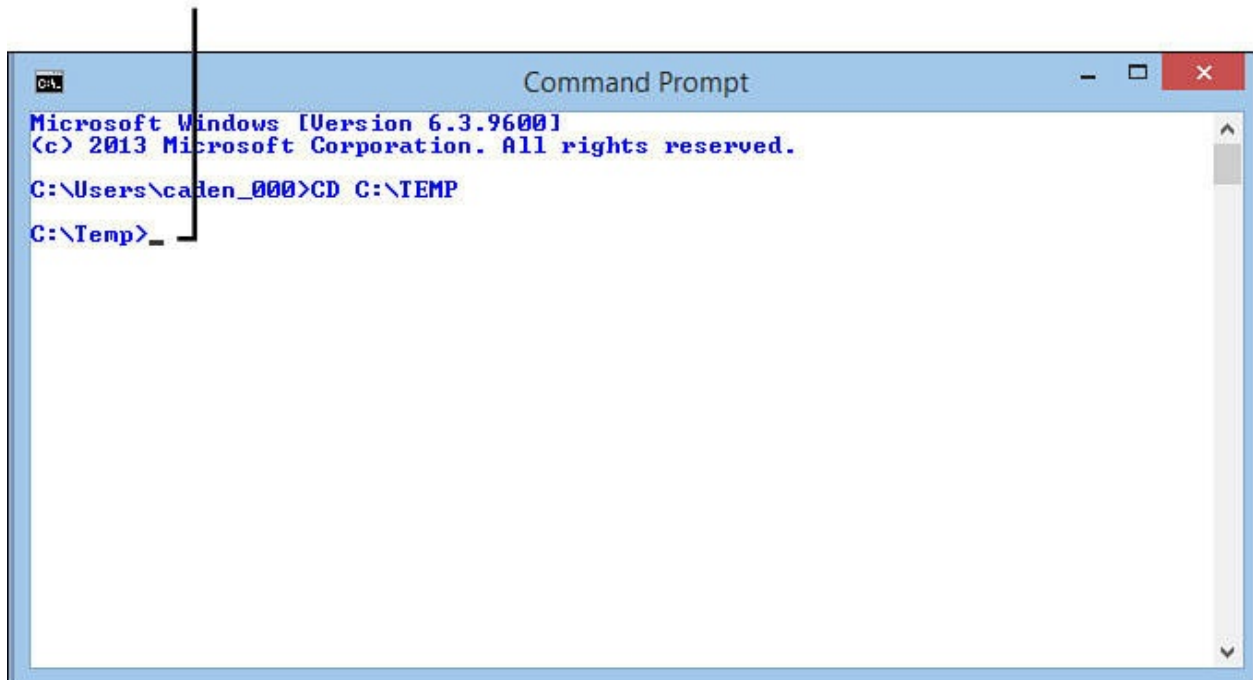 C:\.
Command Prompt
Microsoft Windows [Version 6.3.9600]
(c) 2013 Microsoft Corporation. All rights reserved.
C:\Users\caden_000>CD C:\TEMP
C:\Temp>_